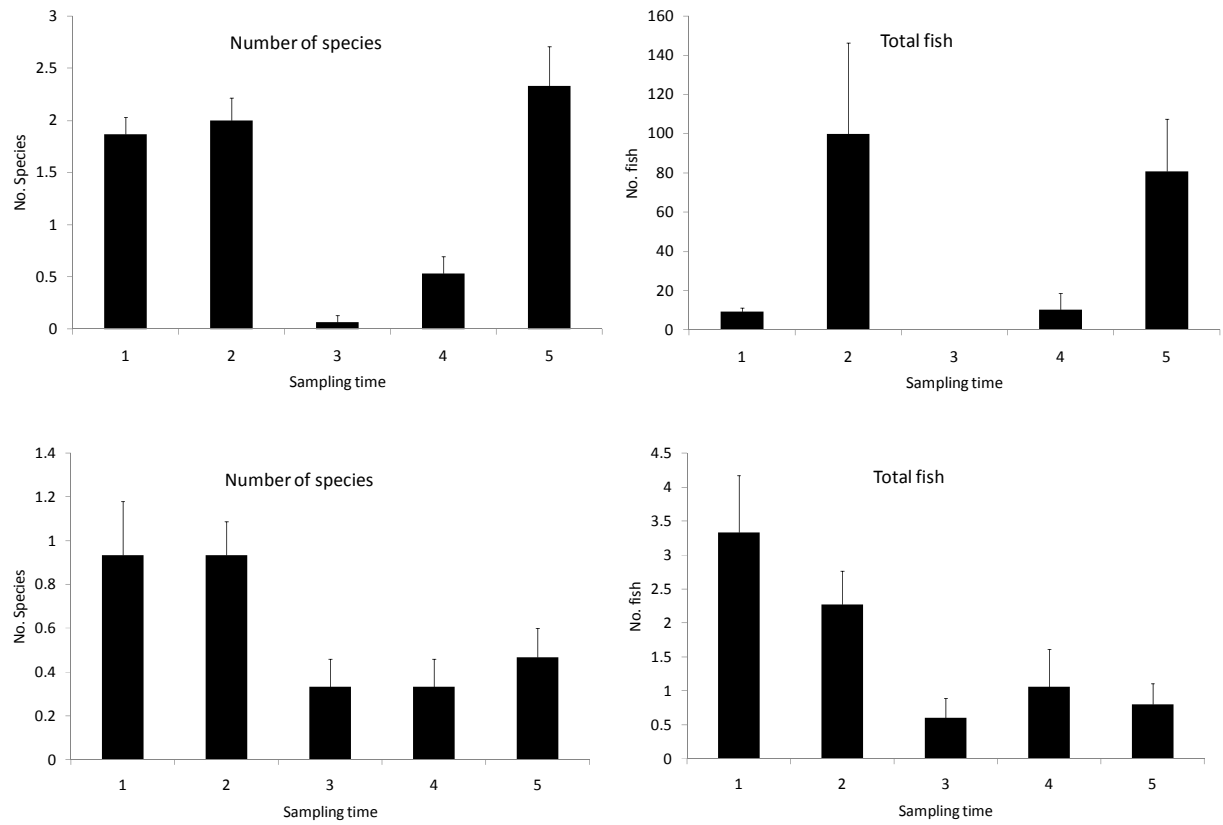 Number of species
No. Species
3
2.5
2
1.5
1
0.5
0
1 2 3 4 5
Sampling time
Total fish
No. fish
160
140
120
100
80
60
40
20
0
1 2 3 4 5
Sampling time
Number of species
No. Species
1.4
1.2
1
0.8
0.6
0.4
0.2
0
1 2 3 4 5
Sampling time
Total fish
No. fish
4.5
4
3.5
3
2.5
2
1.5
1
0.5
0
1 2 3 4 5
Sampling time